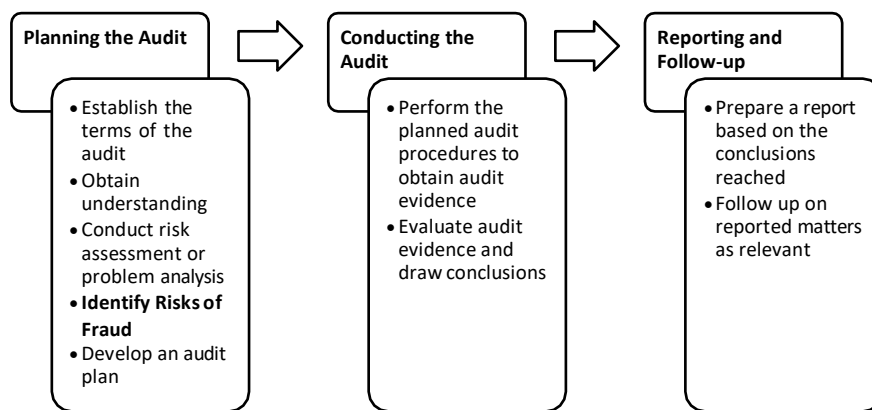 Planning the Audit
• Establish the
terms of the
audit
• Obtain
understanding
• Conduct risk
assessment or
problem analysis
• Identify Risks of
Fraud
• Develop an audit
plan
Conducting the
Audit
• Perform the
planned audit
procedures to
obtain audit
evidence
• Evaluate audit
evidence and
draw conclusions
Reporting and
Follow-up
• Prepare a report
based on the
conclusions
reached
• Follow up on
reported matters
as relevant